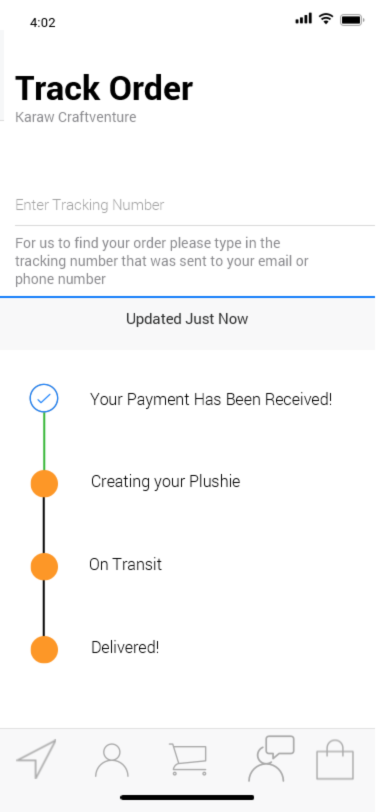 4:02
Track Order
Karaw Craftventure
Enter Tracking Number
For us to find your order please type in the
tracking number that was sent to your email or
phone number
Updated Just Now
Your Payment Has Been Received!
Creating your Plushie
On Transit
Delivered!